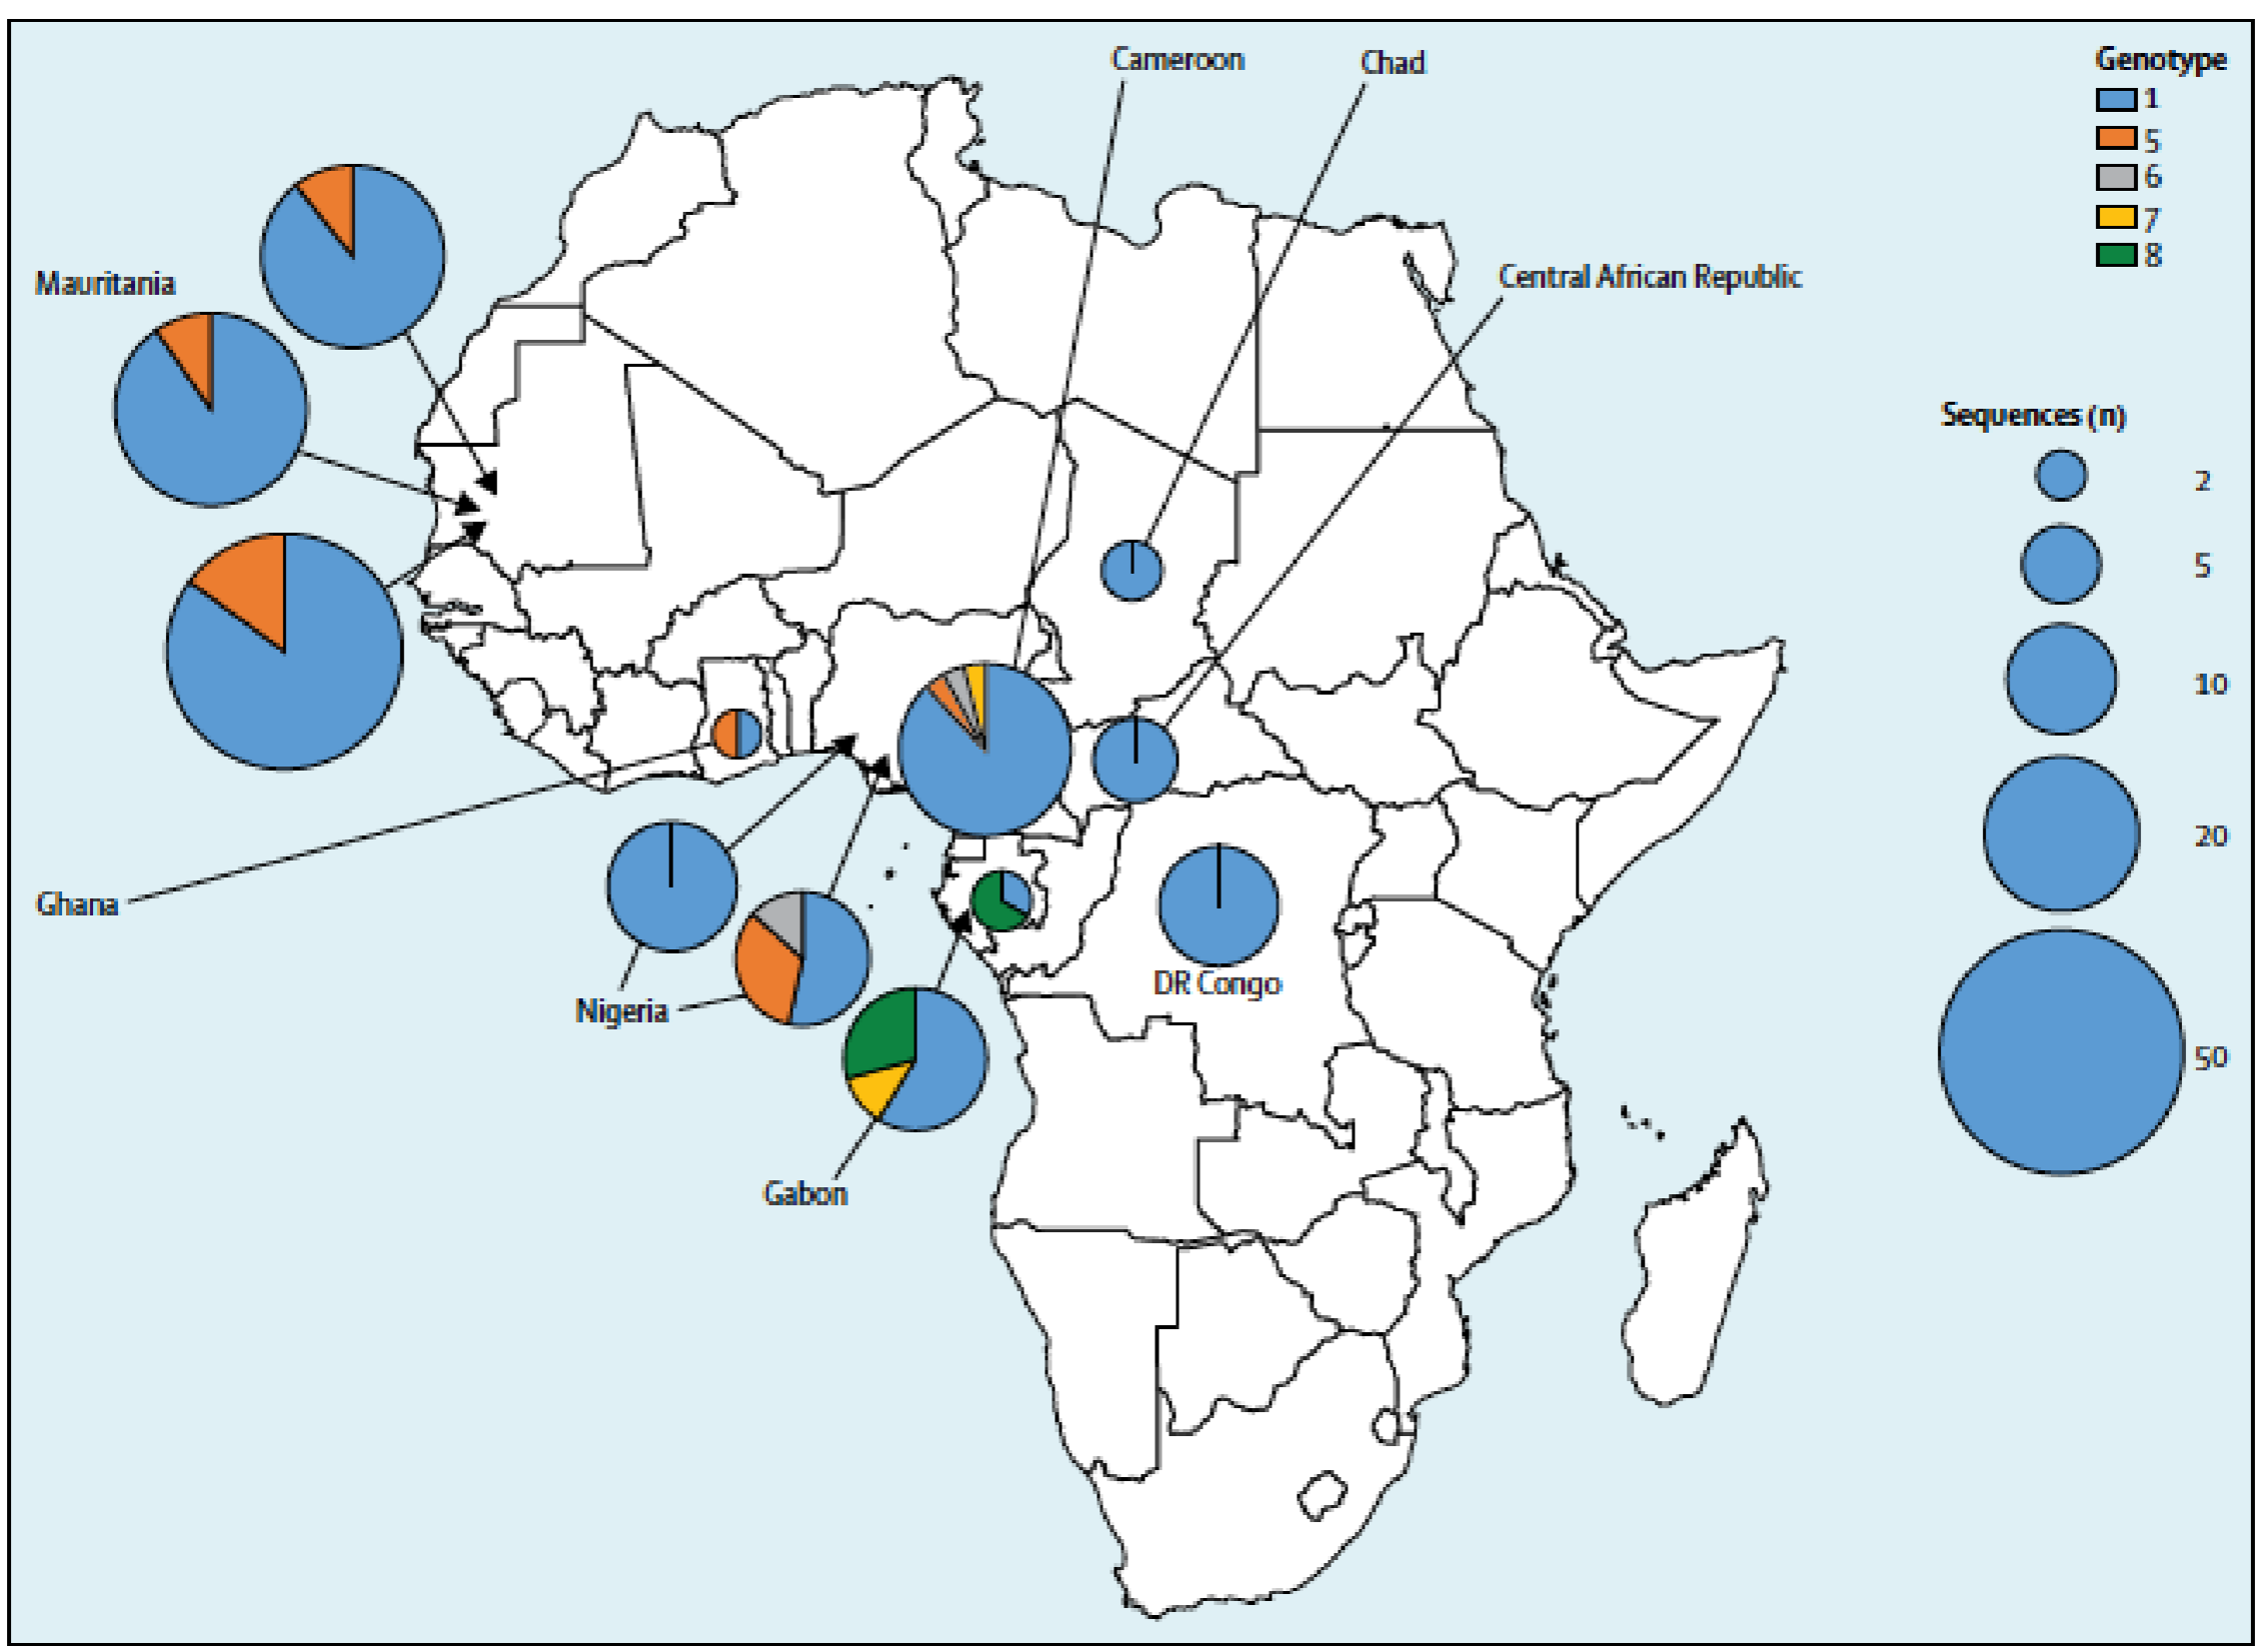 Cameroon
Chad
Genotype
1
5
6
7
8
Mauritania
Central African Republic
Sequences (n)
2
5
10
20
50
Ghana
DR Congo
Nigeria
Gabon